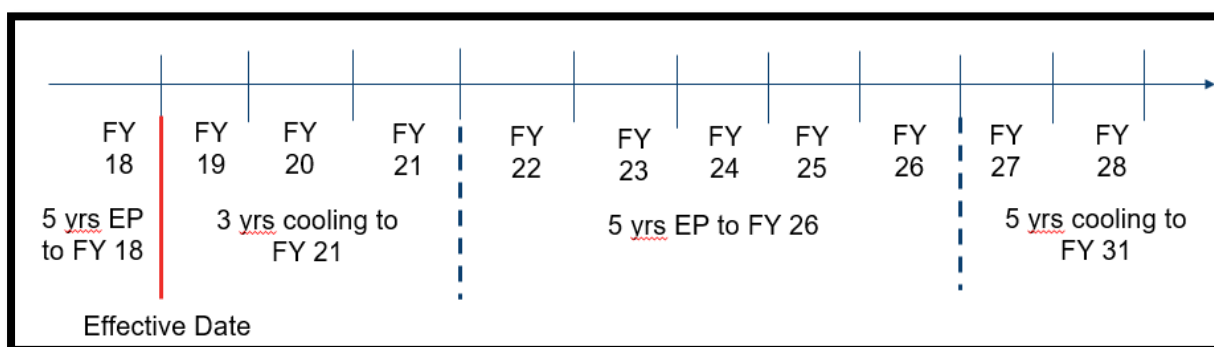 FY 18
FY 19
FY 20
FY 21
FY 22
FY 23
FY 24
FY 25
FY 26
FY 27
FY 28
5 yrs EP
to FY 18
3 yrs cooling to
FY 21
5 yrs EP to FY 26
5 yrs cooling to
FY 31
Effective Date